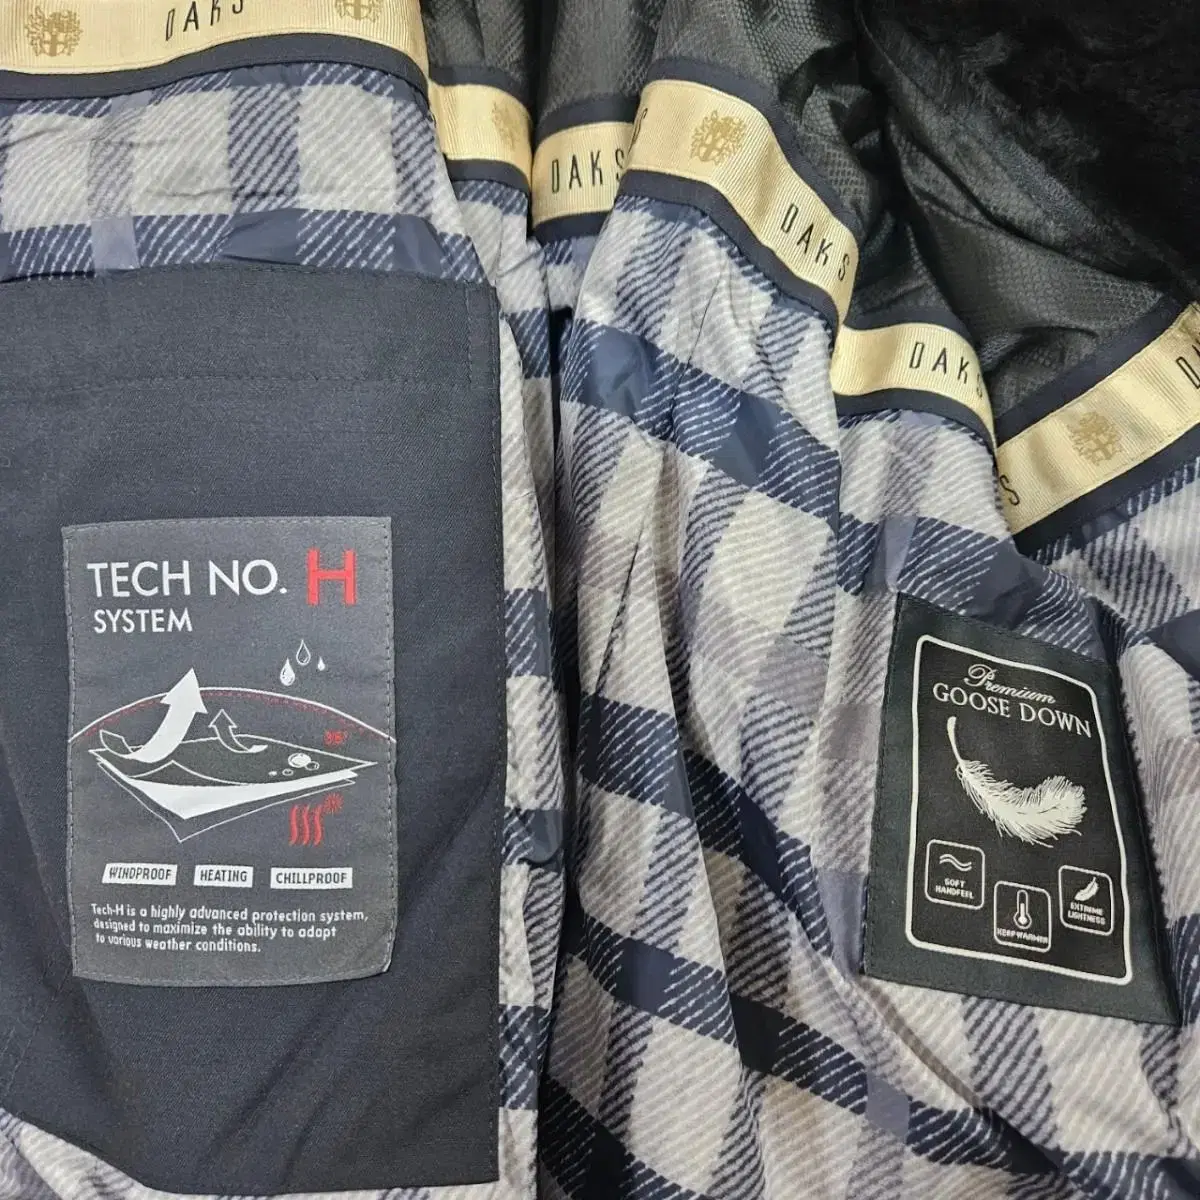 DAKS
DAKS
DAKS
DAKS
TECH NO. H
SYSTEM
WINDPROOF
HEATING
CHILLPROOF
Tech-H is a highly advanced protection system,
designed to maximize the ability to adapt
to various weather conditions.
Premium
GOOSE DOWN
SOFT
HANDFEEL
KEEP WARMIN
EXTREME
LIGHTNESS